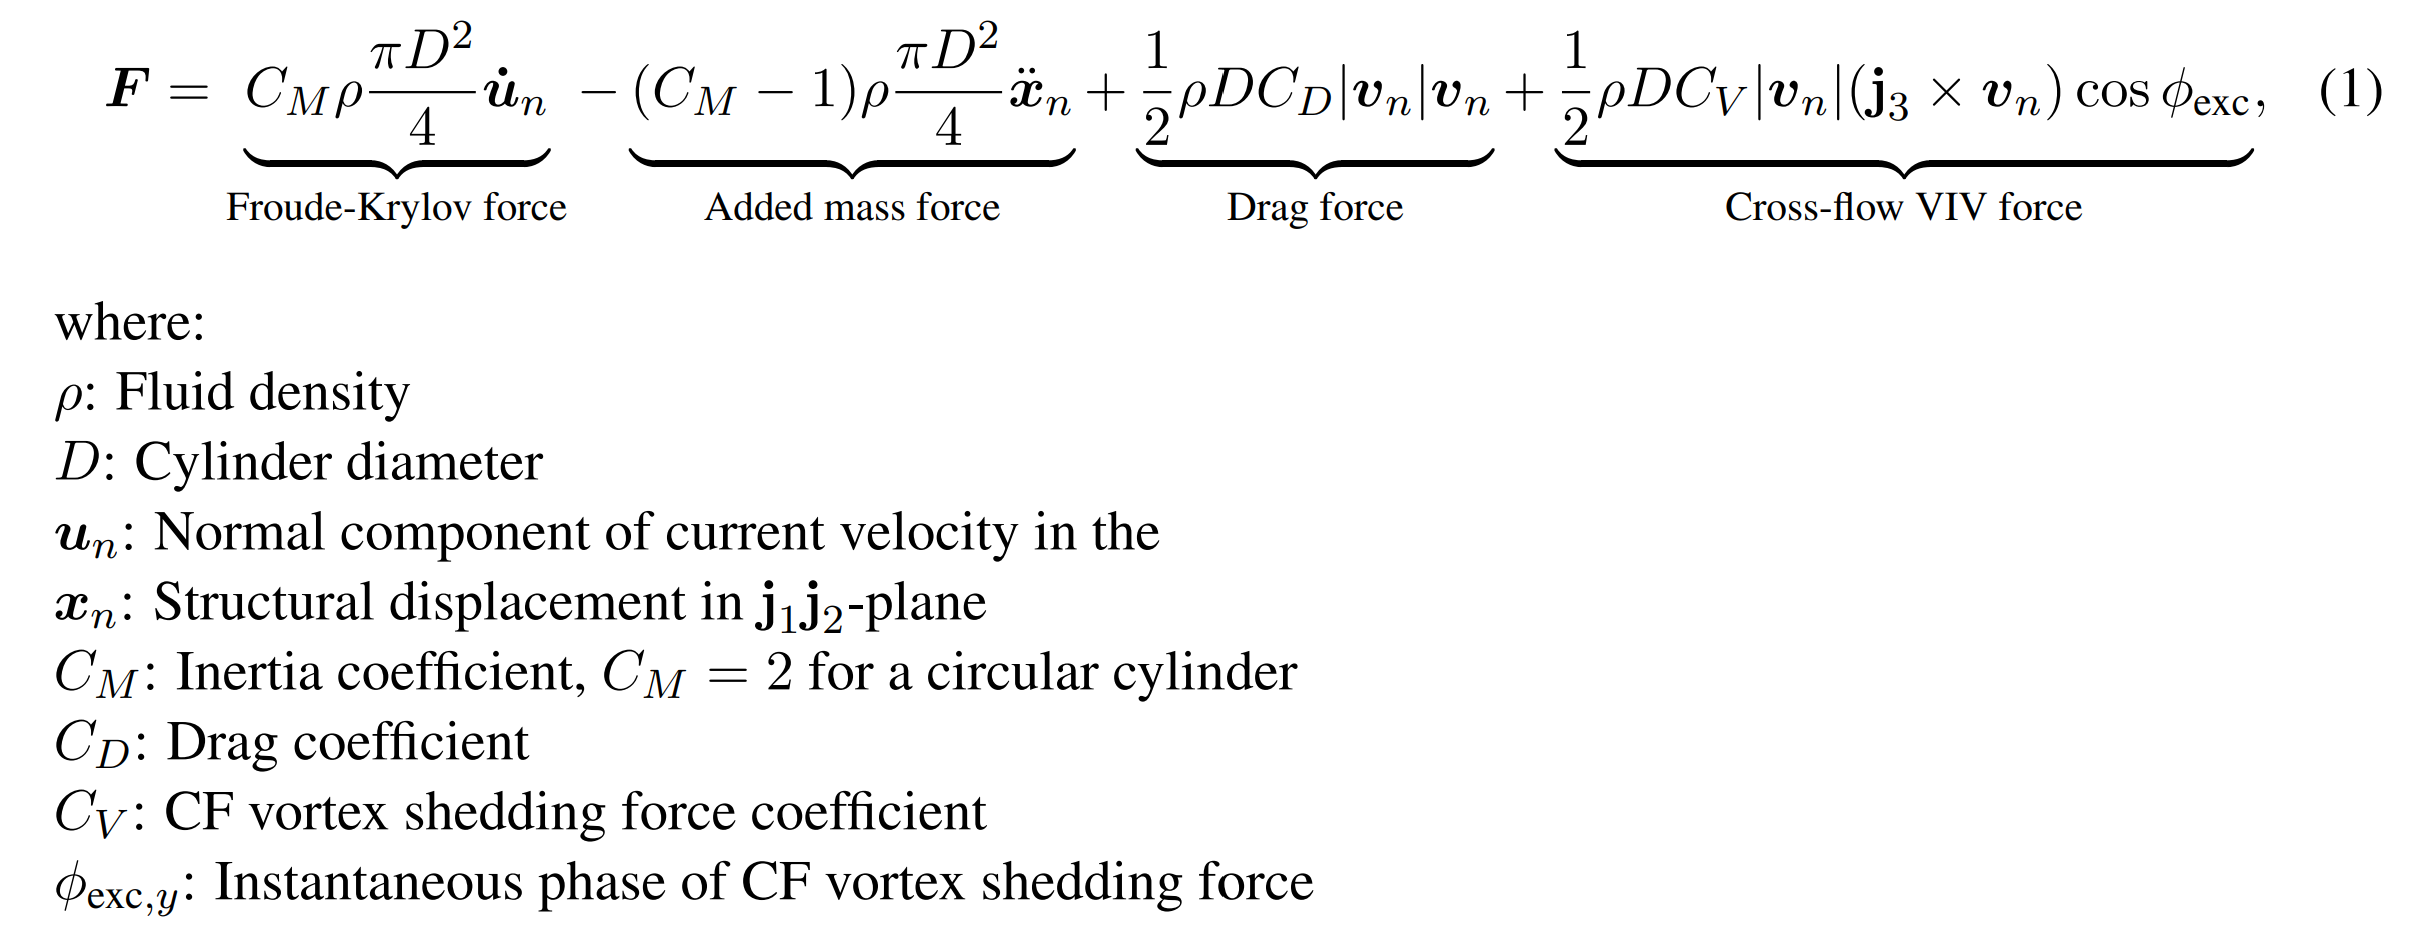 $\boldsymbol{F} = \underbrace{C_M \rho \frac{\pi D^2}{4} \dot{\boldsymbol{u}}_n}_{\text{Froude-Krylov force}} - \underbrace{(C_M - 1) \rho \frac{\pi D^2}{4} \ddot{\boldsymbol{x}}_n}_{\text{Added mass force}} + \underbrace{\frac{1}{2} \rho D C_D |\boldsymbol{v}_n| \boldsymbol{v}_n}_{\text{Drag force}} + \underbrace{\frac{1}{2} \rho D C_V |\boldsymbol{v}_n| (\mathbf{j}_3 \times \boldsymbol{v}_n) \cos \phi_{\text{exc}}}_{\text{Cross-flow VIV force}}, \quad (1)$
where:
$\rho$: Fluid density
$D$: Cylinder diameter
$\boldsymbol{u}_n$: Normal component of current velocity in the
$\boldsymbol{x}_n$: Structural displacement in $\mathbf{j}_1\mathbf{j}_2$-plane
$C_M$: Inertia coefficient, $C_M = 2$ for a circular cylinder
$C_D$: Drag coefficient
$C_V$: CF vortex shedding force coefficient
$\phi_{\text{exc},y}$: Instantaneous phase of CF vortex shedding force